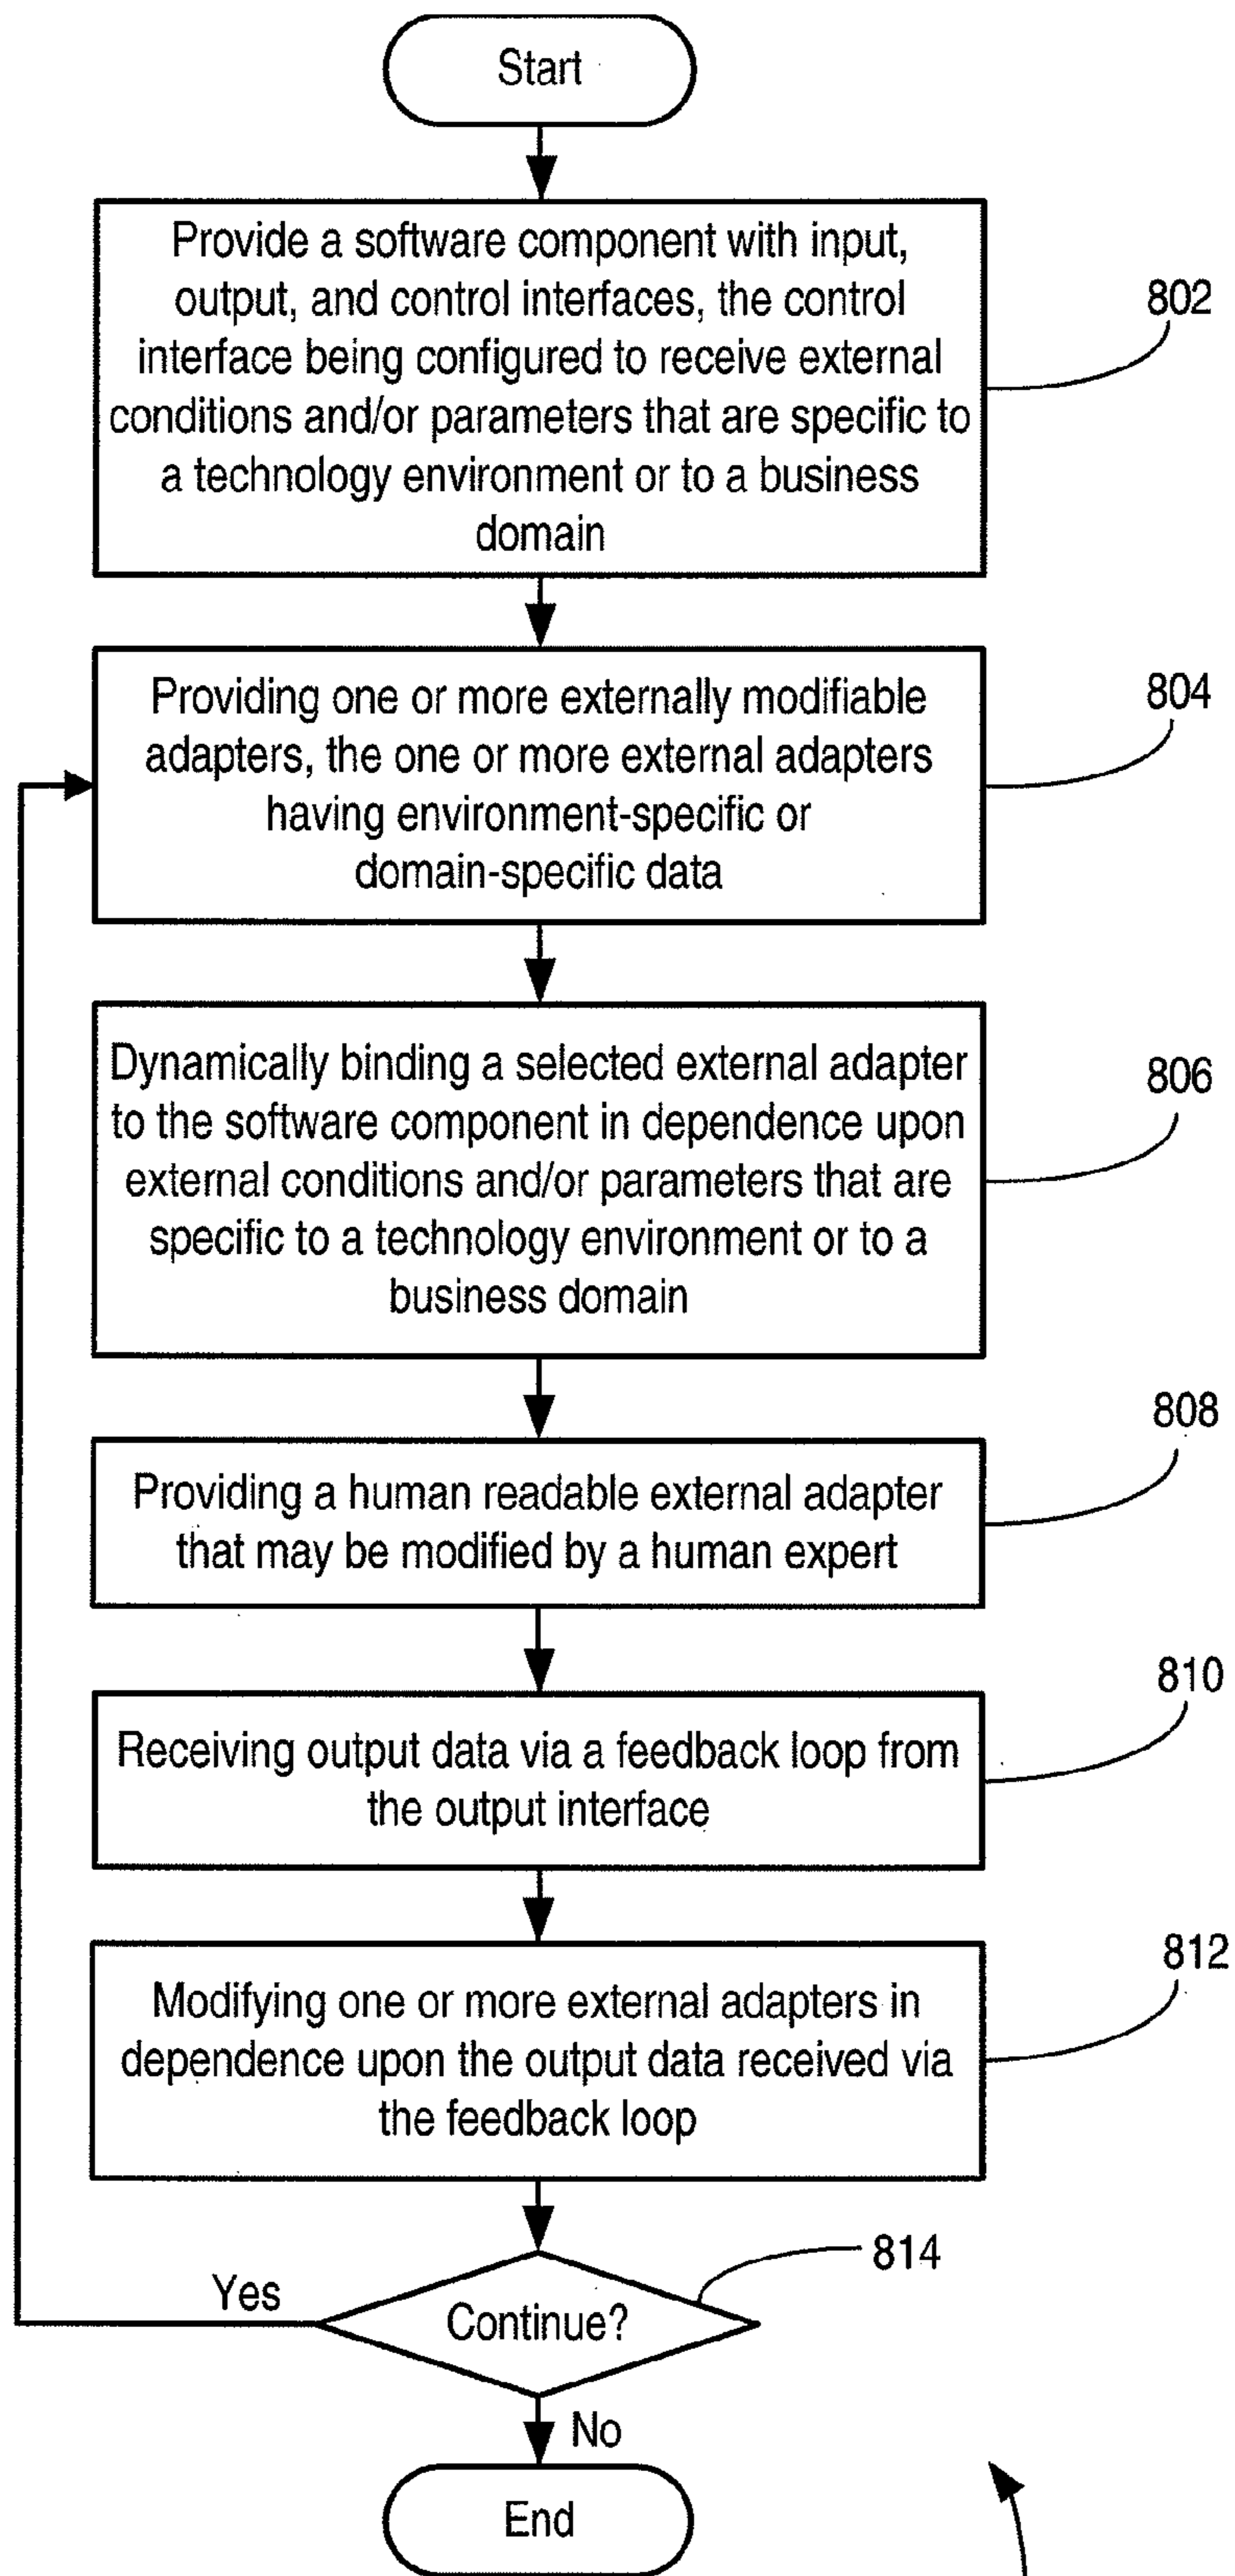 Start
Provide a software component with input,
output, and control interfaces, the control
interface being configured to receive external
conditions and/or parameters that are specific to
a technology environment or to a business
domain
802
Providing one or more externally modifiable
adapters, the one or more external adapters
having environment-specific or
domain-specific data
804
Dynamically binding a selected external adapter
to the software component in dependence upon
external conditions and/or parameters that are
specific to a technology environment or to a
business domain
806
Providing a human readable external adapter
that may be modified by a human expert
808
Receiving output data via a feedback loop from
the output interface
810
Modifying one or more external adapters in
dependence upon the output data received via
the feedback loop
812
Continue?
814
Yes
No
End